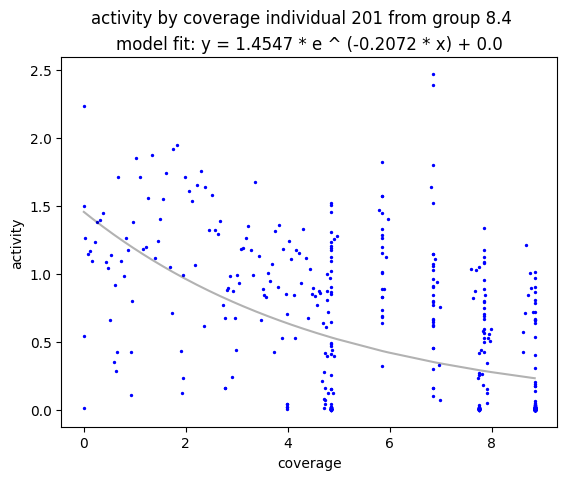 activity by coverage individual 201 from group 8.4
model fit: y = 1.4547 * e ^ (-0.2072 * x) + 0.0
2.5
2.0
1.5
1.0
0.5
0.0
activity
0 2 4 6 8
coverage